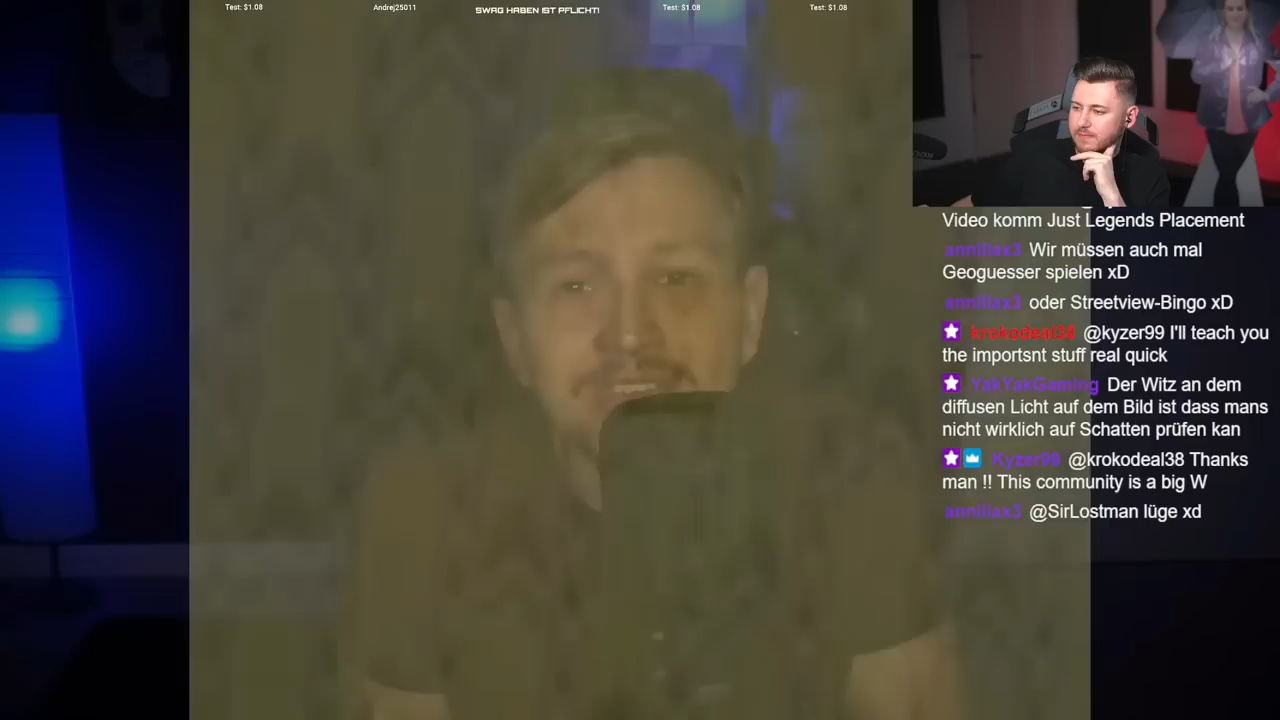 Test: $1.08
Andrej25011
SWAG HABEN IST PFLICHT!
Test: $1.08
Test: $1.08
Video komm Just Legends Placement
annillax3 Wir müssen auch mal
Geoguesser spielen xD
annillax3 oder Streetview-Bingo xD
krokodeal38 @kyzer99 I'll teach you
the importsnt stuff real quick
YakYakGaming Der Witz an dem
diffusen Licht auf dem Bild ist dass mans
nicht wirklich auf Schatten prüfen kan
Kyzer99 @krokodeal38 Thanks
man !! This community is a big W
annillax3 @SirLostman lüge xd